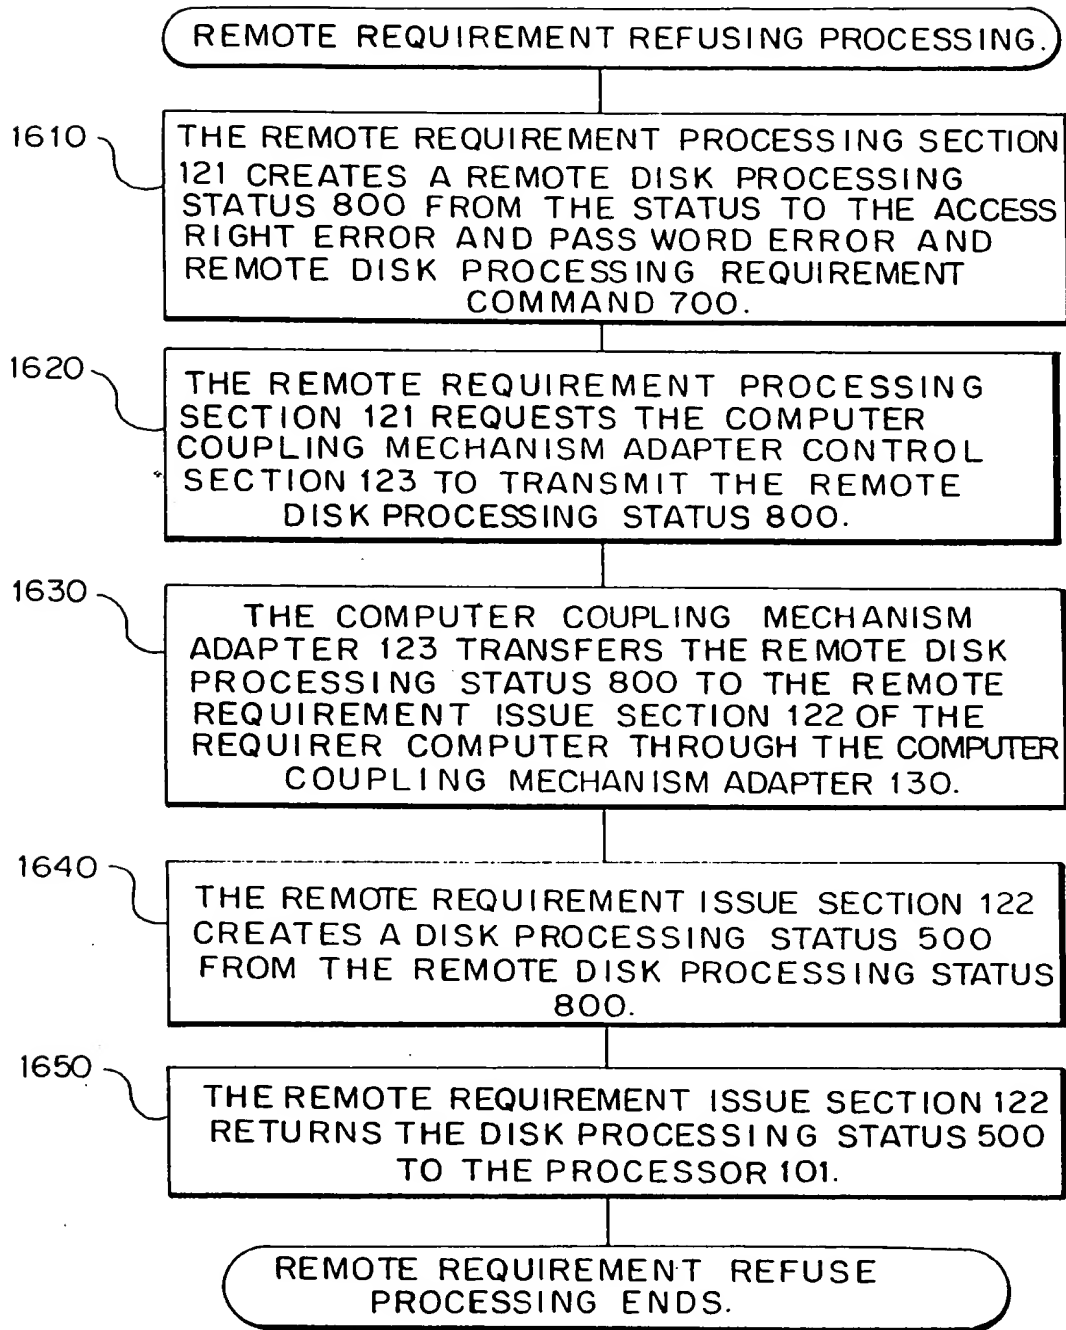 REMOTE REQUIREMENT REFUSING PROCESSING.
1610
THE REMOTE REQUIREMENT PROCESSING SECTION
121 CREATES A REMOTE DISK PROCESSING
STATUS 800 FROM THE STATUS TO THE ACCESS
RIGHT ERROR AND PASS WORD ERROR AND
REMOTE DISK PROCESSING REQUIREMENT
COMMAND 700.
1620
THE REMOTE REQUIREMENT PROCESSING
SECTION 121 REQUESTS THE COMPUTER
COUPLING MECHANISM ADAPTER CONTROL
SECTION 123 TO TRANSMIT THE REMOTE
DISK PROCESSING STATUS 800.
1630
THE COMPUTER COUPLING MECHANISM
ADAPTER 123 TRANSFERS THE REMOTE DISK
PROCESSING STATUS 800 TO THE REMOTE
REQUIREMENT ISSUE SECTION 122 OF THE
REQUIRER COMPUTER THROUGH THE COMPUTER
COUPLING MECHANISM ADAPTER 130.
1640
THE REMOTE REQUIREMENT ISSUE SECTION 122
CREATES A DISK PROCESSING STATUS 500
FROM THE REMOTE DISK PROCESSING STATUS
800.
1650
THE REMOTE REQUIREMENT ISSUE SECTION 122
RETURNS THE DISK PROCESSING STATUS 500
TO THE PROCESSOR 101.
REMOTE REQUIREMENT REFUSE
PROCESSING ENDS.